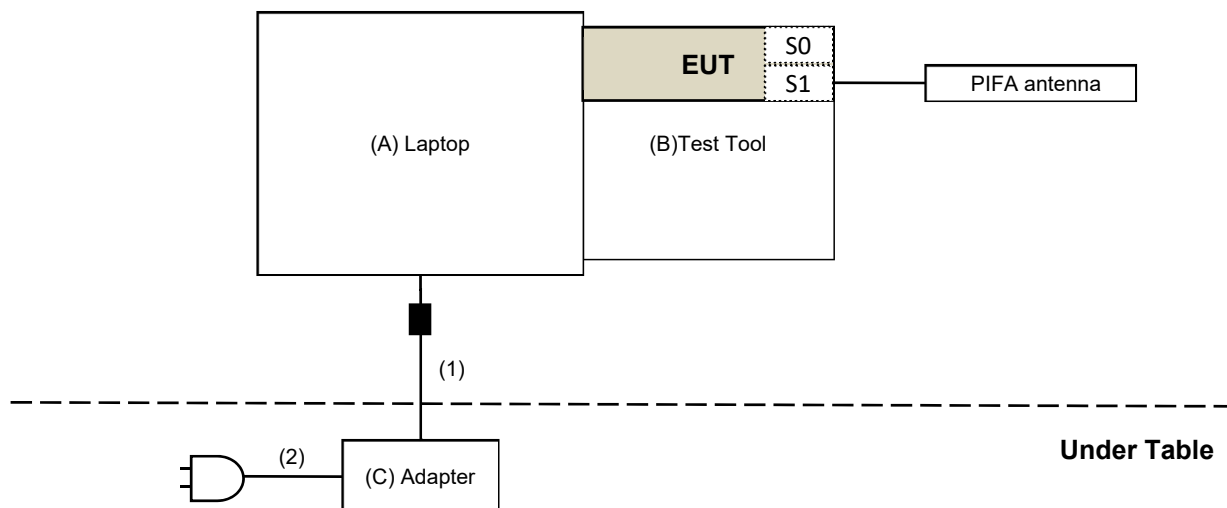 EUT
S0
S1
PIFA antenna
(A) Laptop
(B)Test Tool
(1)
Under Table
(2)
(C) Adapter